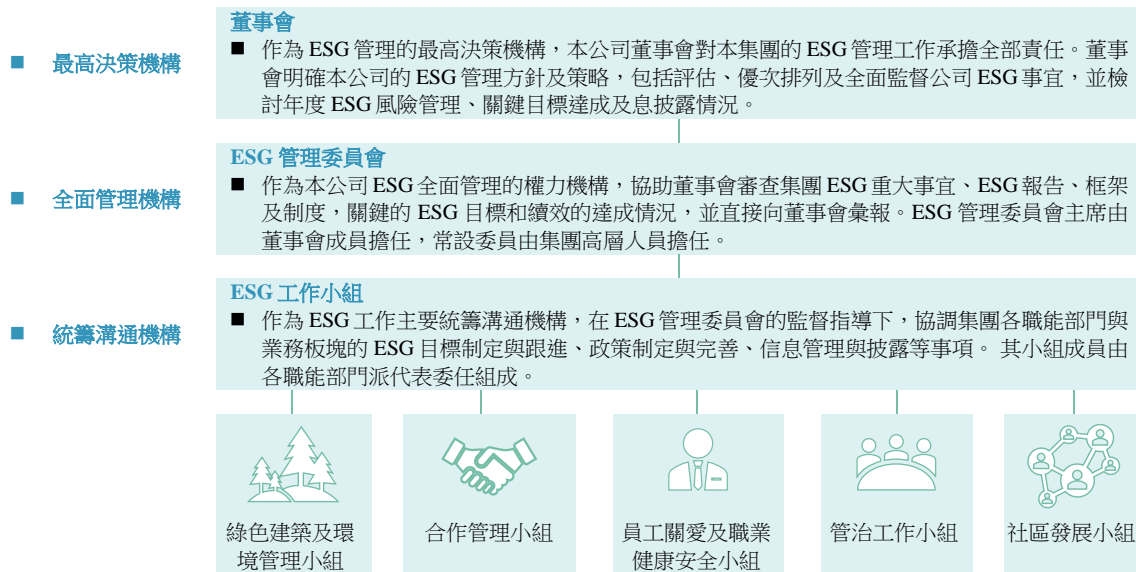 董事會
■ 作為 ESG 管理的最高決策機構，本公司董事會對本集團的 ESG 管理工作承擔全部責任。董事
■ 最高決策機構
會明確本公司的 ESG 管理方針及策略，包括評估、優次排列及全面監督公司 ESG 事宜，並檢
討年度 ESG 風險管理、關鍵目標達成及息披露情況。
ESG 管理委員會
■ 作為本公司 ESG 全面管理的權力機構，協助董事會審查集團 ESG 重大事宜、ESG 報告、框架
■ 全面管理機構
及制度，關鍵的 ESG 目標和績效的達成情況，並直接向董事會彙報。ESG 管理委員會主席由
董事會成員擔任，常設委員由集團高層人員擔任。
ESG 工作小組
■ 作為 ESG 工作主要統籌溝通機構，在 ESG 管理委員會的監督指導下，協調集團各職能部門與
■ 統籌溝通機構
業務板塊的 ESG 目標制定與跟進、政策制定與完善、信息管理與披露等事項。 其小組成員由
各職能部門派代表委任組成。
綠色建築及環
境管理小組
合作管理小組
員工關愛及職業
健康安全小組
管治工作小組
社區發展小組